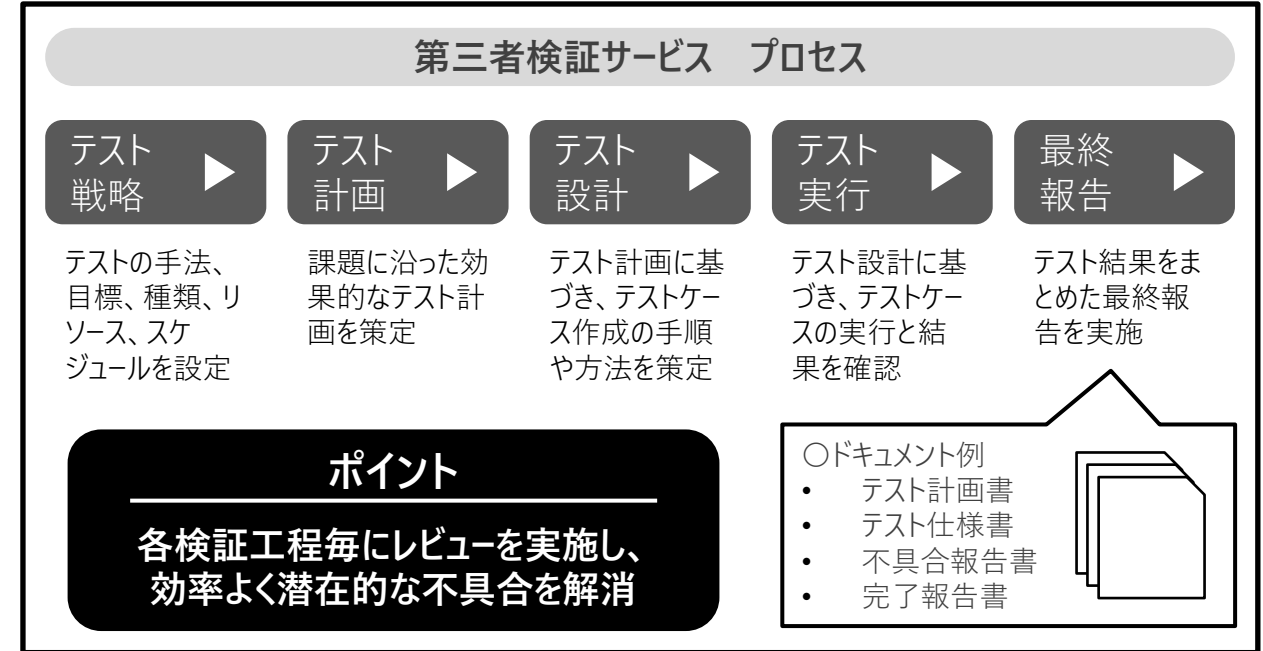 第三者検証サービス　プロセス
テスト
戦略
テスト
計画
テスト
設計
テスト
実行
最終
報告
テストの手法、
目標、種類、リ
ソース、スケ
ジュールを設定
課題に沿った効
果的なテスト計
画を策定
テスト計画に基
づき、テストケー
ス作成の手順
や方法を策定
テスト設計に基
づき、テストケー
スの実行と結
果を確認
テスト結果をま
とめた最終報
告を実施
ポイント
各検証工程毎にレビューを実施し、
効率よく潜在的な不具合を解消
〇ドキュメント例
• テスト計画書
• テスト仕様書
• 不具合報告書
• 完了報告書